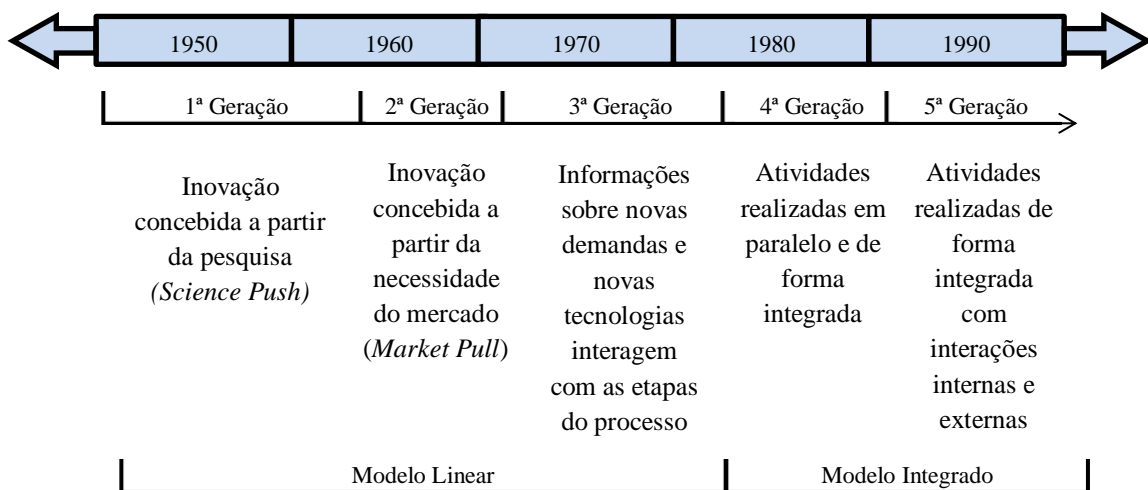 1950 1960 1970 1980 1990
1ª Geração 2ª Geração 3ª Geração 4ª Geração 5ª Geração
Inovação
concebida a partir
da pesquisa
(Science Push)
Inovação
concebida a
partir da
necessidade
do mercado
(Market Pull)
Informações
sobre novas
demandas e
novas
tecnologias
interagem
com as etapas
do processo
Atividades
realizadas em
paralelo e de
forma
integrada
Atividades
realizadas de
forma
integrada
com
interações
internas e
externas
Modelo Linear Modelo Integrado